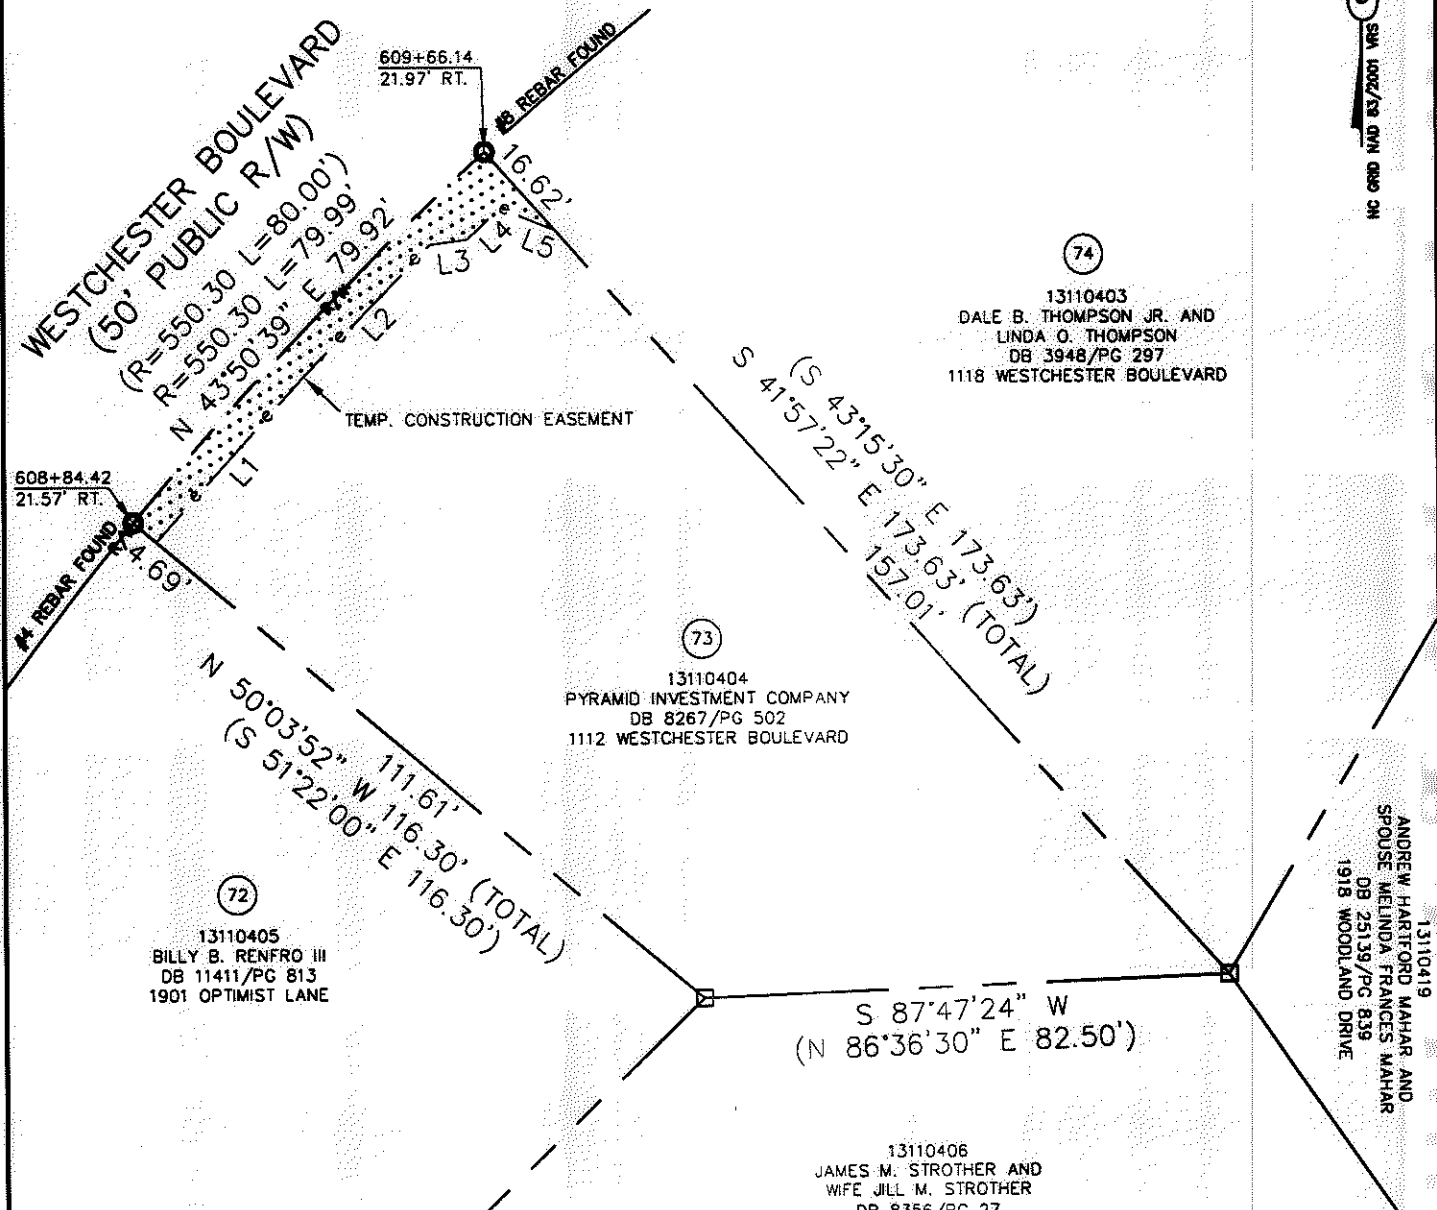 WESTCHESTER BOULEVARD
(50' PUBLIC R/W)
(R=550.30 L=80.00')
R=550.30 L=79.99'
N 43°50'39" E 79.92'
609+66.14
21.97' RT.
#8 REBAR FOUND
16.62'
NC GRID NAD 83/2001 VRS
e
L4
L5
L3
e
L2
e
R/W
e
L1
e
TEMP. CONSTRUCTION EASEMENT
608+84.42
21.57' RT.
#4 REBAR FOUND
4.69'
74
13110403
DALE B. THOMPSON JR. AND
LINDA O. THOMPSON
DB 3948/PG 297
1118 WESTCHESTER BOULEVARD
(S 43°15'30" E 173.63')
S 41°57'22" E 173.63' (TOTAL)
157.01'
73
13110404
PYRAMID INVESTMENT COMPANY
DB 8267/PG 502
1112 WESTCHESTER BOULEVARD
111.61'
N 50°03'52" W 116.30' (TOTAL)
(S 51°22'00" E 116.30')
72
13110405
BILLY B. RENFRO III
DB 11411/PG 813
1901 OPTIMIST LANE
S 87°47'24" W
(N 86°36'30" E 82.50')
13110419
ANDREW HARTFORD MAHAR AND
SPOUSE MELINDA FRANCES MAHAR
DB 25139/PG 839
1918 WOODLAND DRIVE
13110406
JAMES M. STROTHER AND
WIFE JILL M. STROTHER
DB 8356/PG 27